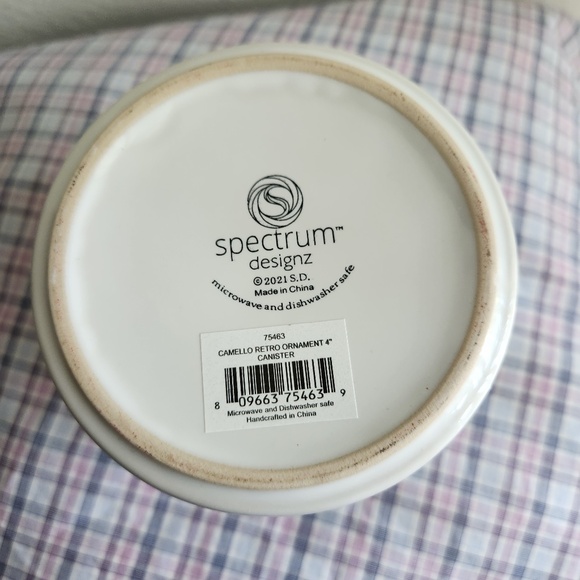 S
spectrum™
designz
©2021 S.D.
Made in China
microwave and dishwasher safe
75463
CAMELLO RETRO ORNAMENT 4"
CANISTER
8 09663 75463 9
Microwave and Dishwasher safe
Handcrafted in China